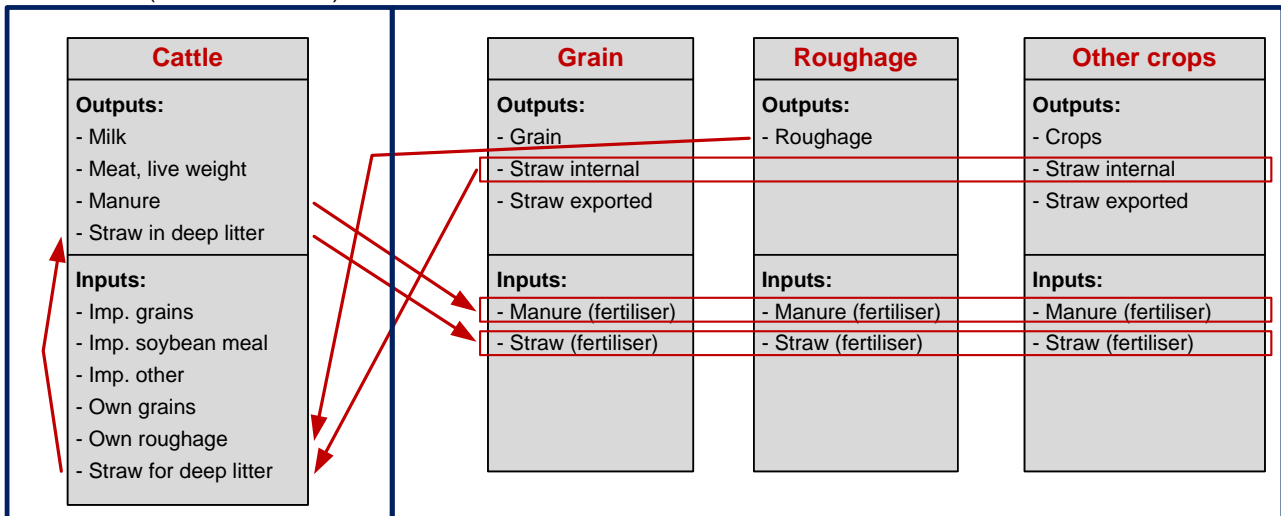 Cattle
Outputs:
- Milk
- Meat, live weight
- Manure
- Straw in deep litter
Inputs:
- Imp. grains
- Imp. soybean meal
- Imp. other
- Own grains
- Own roughage
- Straw for deep litter
Grain
Outputs:
- Grain
- Straw internal
- Straw exported
Inputs:
- Manure (fertiliser)
- Straw (fertiliser)
Roughage
Outputs:
- Roughage
Inputs:
- Manure (fertiliser)
- Straw (fertiliser)
Other crops
Outputs:
- Crops
- Straw internal
- Straw exported
Inputs:
- Manure (fertiliser)
- Straw (fertiliser)